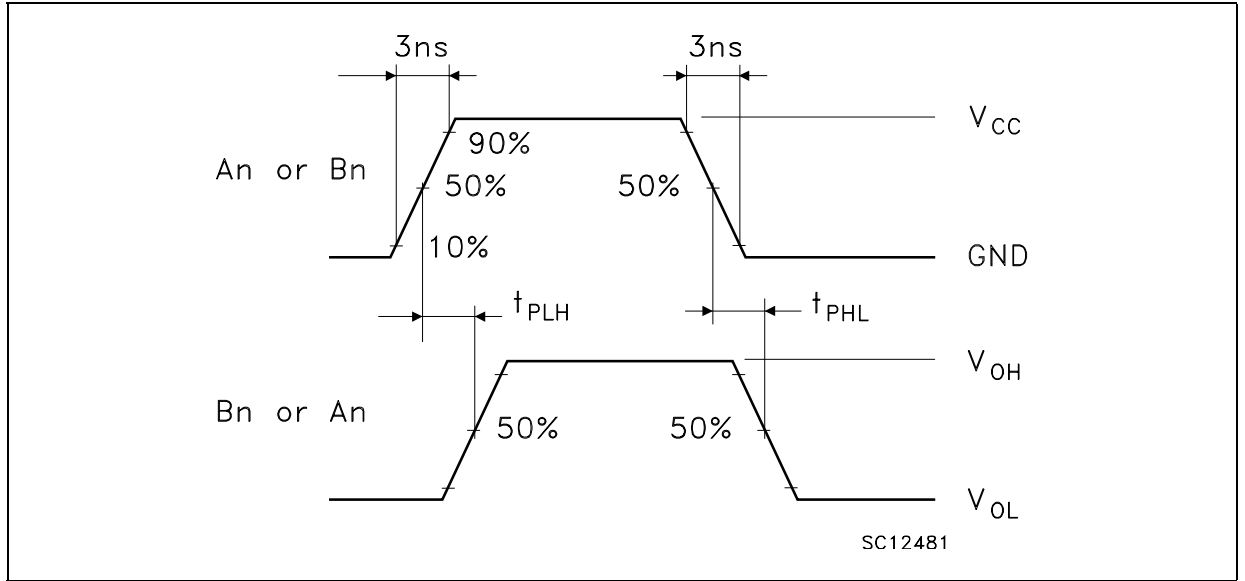 3ns 3ns
V_CC
90%
An or Bn
50% 50%
10%
GND
t_PLH t_PHL
V_OH
Bn or An
50% 50%
V_OL
SC12481